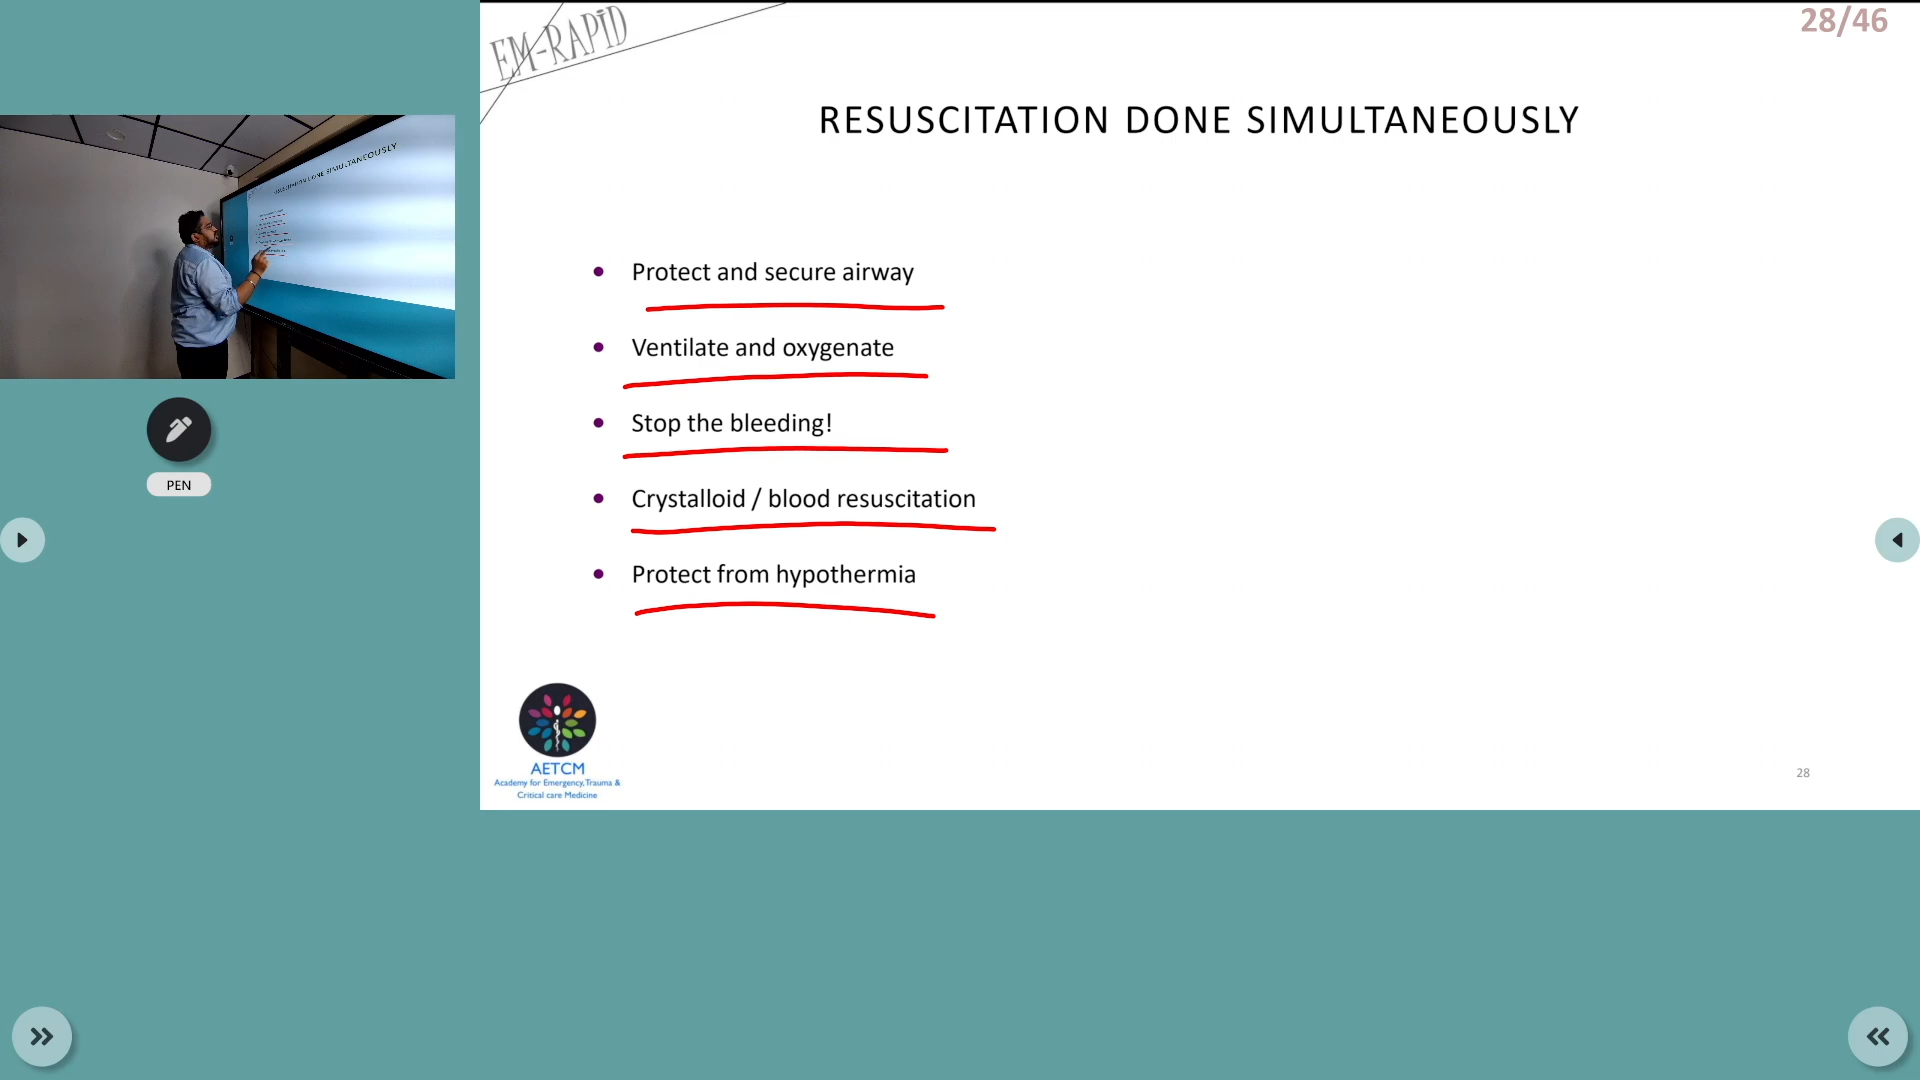 EM-RAPiD
28/46
RESUSCITATION DONE SIMULTANEOUSLY
• Protect and secure airway
• Ventilate and oxygenate
• Stop the bleeding!
• Crystalloid / blood resuscitation
• Protect from hypothermia
PEN
AETCM
Academy for Emergency,Trauma &
Critical care Medicine
28